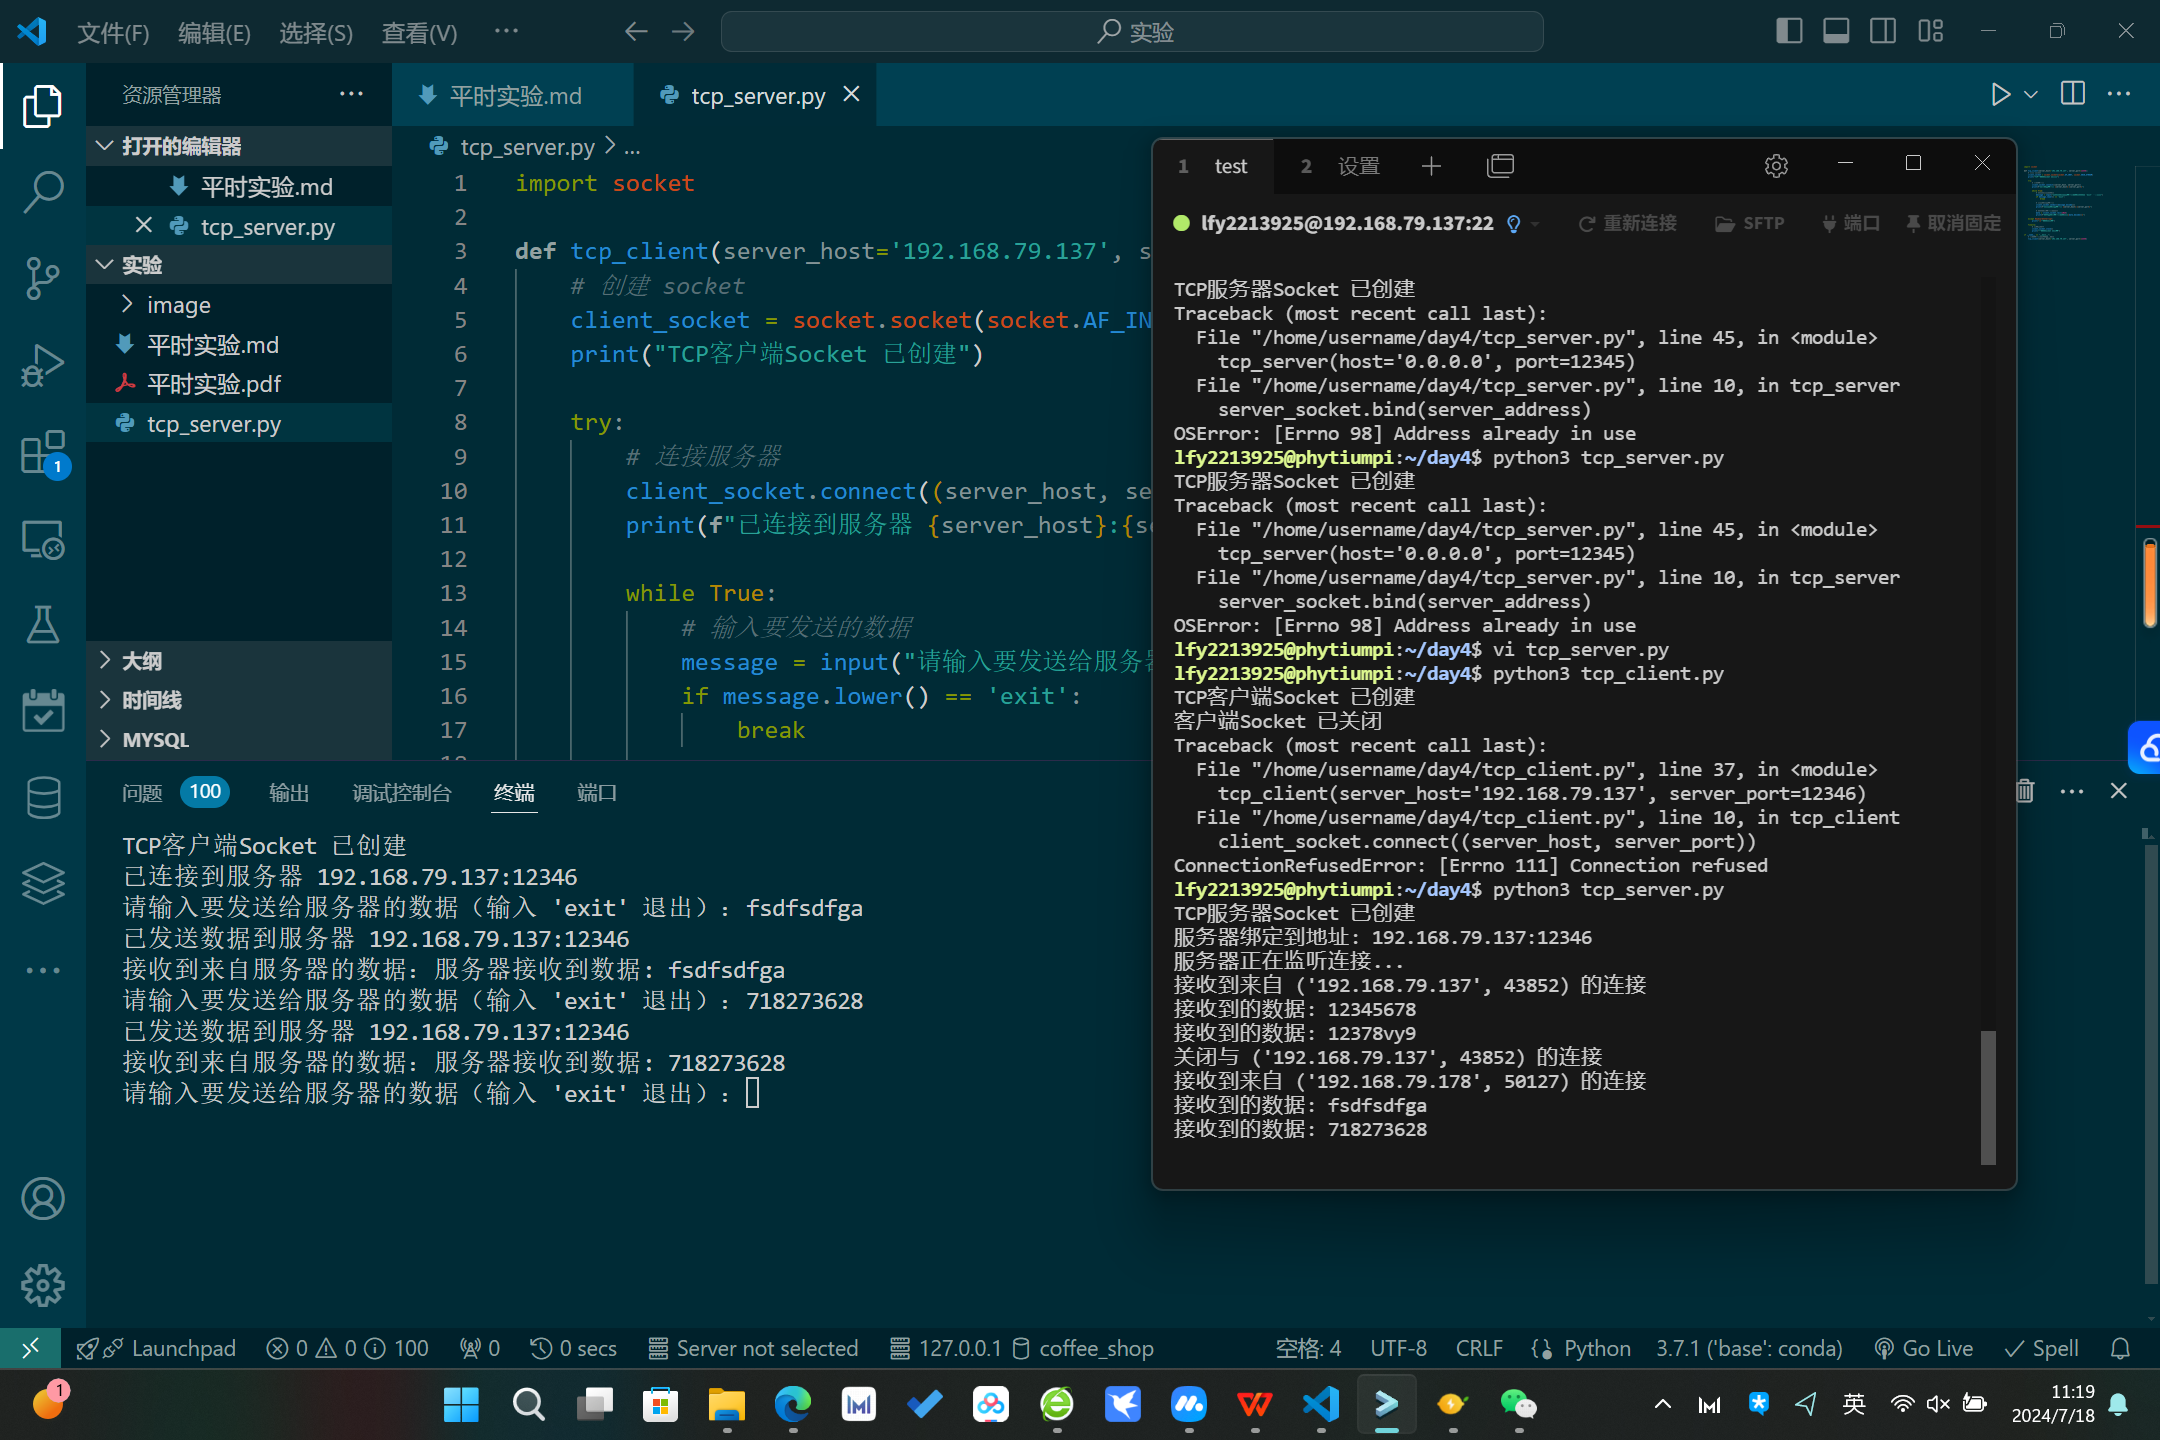 文件(F) 编辑(E) 选择(S) 查看(V) ··· 实验
资源管理器 ···
打开的编辑器
平时实验.md
tcp_server.py
实验
image
平时实验.md
平时实验.pdf
tcp_server.py
大纲
时间线
MYSQL
1
平时实验.md tcp_server.py
tcp_server.py > ...
1 import socket
2
3 def tcp_client(server_host='192.168.79.137', s
4 # 创建 socket
5 client_socket = socket.socket(socket.AF_IN
6 print("TCP客户端Socket 已创建")
7
8 try:
9 # 连接服务器
10 client_socket.connect((server_host, se
11 print(f"已连接到服务器 {server_host}:{se
12
13 while True:
14 # 输入要发送的数据
15 message = input("请输入要发送给服务器
16 if message.lower() == 'exit':
17 break
问题 100 输出 调试控制台 终端 端口
TCP客户端Socket 已创建
已连接到服务器 192.168.79.137:12346
请输入要发送给服务器的数据（输入 'exit' 退出）: fsdfsdfga
已发送数据到服务器 192.168.79.137:12346
接收到来自服务器的数据: 服务器接收到数据: fsdfsdfga
请输入要发送给服务器的数据（输入 'exit' 退出）: 718273628
已发送数据到服务器 192.168.79.137:12346
接收到来自服务器的数据: 服务器接收到数据: 718273628
请输入要发送给服务器的数据（输入 'exit' 退出）:
1 test 2 设置
lfy2213925@192.168.79.137:22 重新连接 SFTP 端口 取消固定
TCP服务器Socket 已创建
Traceback (most recent call last):
File "/home/username/day4/tcp_server.py", line 45, in <module>
tcp_server(host='0.0.0.0', port=12345)
File "/home/username/day4/tcp_server.py", line 10, in tcp_server
server_socket.bind(server_address)
OSError: [Errno 98] Address already in use
lfy2213925@phytiumpi:~/day4$ python3 tcp_server.py
TCP服务器Socket 已创建
Traceback (most recent call last):
File "/home/username/day4/tcp_server.py", line 45, in <module>
tcp_server(host='0.0.0.0', port=12345)
File "/home/username/day4/tcp_server.py", line 10, in tcp_server
server_socket.bind(server_address)
OSError: [Errno 98] Address already in use
lfy2213925@phytiumpi:~/day4$ vi tcp_server.py
lfy2213925@phytiumpi:~/day4$ python3 tcp_client.py
TCP客户端Socket 已创建
客户端Socket 已关闭
Traceback (most recent call last):
File "/home/username/day4/tcp_client.py", line 37, in <module>
tcp_client(server_host='192.168.79.137', server_port=12346)
File "/home/username/day4/tcp_client.py", line 10, in tcp_client
client_socket.connect((server_host, server_port))
ConnectionRefusedError: [Errno 111] Connection refused
lfy2213925@phytiumpi:~/day4$ python3 tcp_server.py
TCP服务器Socket 已创建
服务器绑定到地址: 192.168.79.137:12346
服务器正在监听连接...
接收到来自 ('192.168.79.137', 43852) 的连接
接收到的数据: 12345678
接收到的数据: 12378vy9
关闭与 ('192.168.79.137', 43852) 的连接
接收到来自 ('192.168.79.178', 50127) 的连接
接收到的数据: fsdfsdfga
接收到的数据: 718273628
Launchpad 0 0 100 0 0 secs Server not selected 127.0.0.1 coffee_shop 空格: 4 UTF-8 CRLF Python 3.7.1 ('base': conda) Go Live Spell
1 英 11:19
2024/7/18